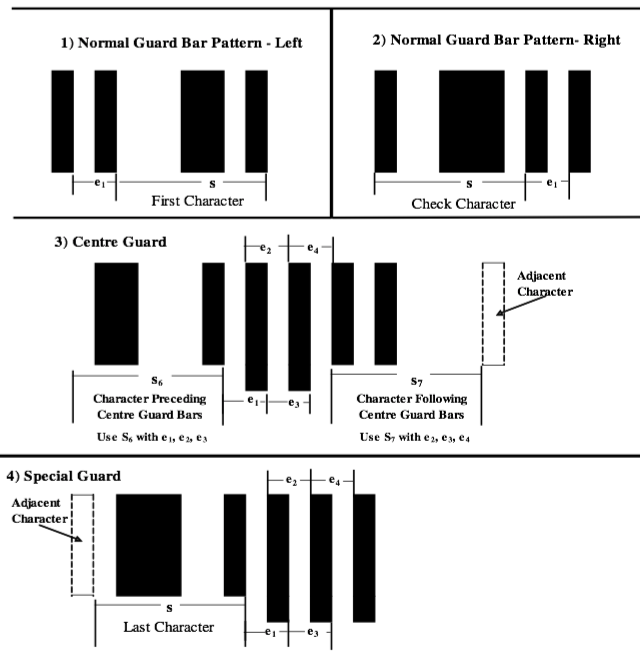 1) Normal Guard Bar Pattern - Left
e₁
s
First Character
2) Normal Guard Bar Pattern- Right
s
e₁
Check Character
3) Centre Guard
e₂
e₄
Adjacent
Character
S₆
e₁
e₃
S₇
Character Preceding
Centre Guard Bars
Use S₆ with e₁, e₂, e₃
Character Following
Centre Guard Bars
Use S₇ with e₂, e₃, e₄
4) Special Guard
e₂
e₄
Adjacent
Character
s
Last Character
e₁
e₃